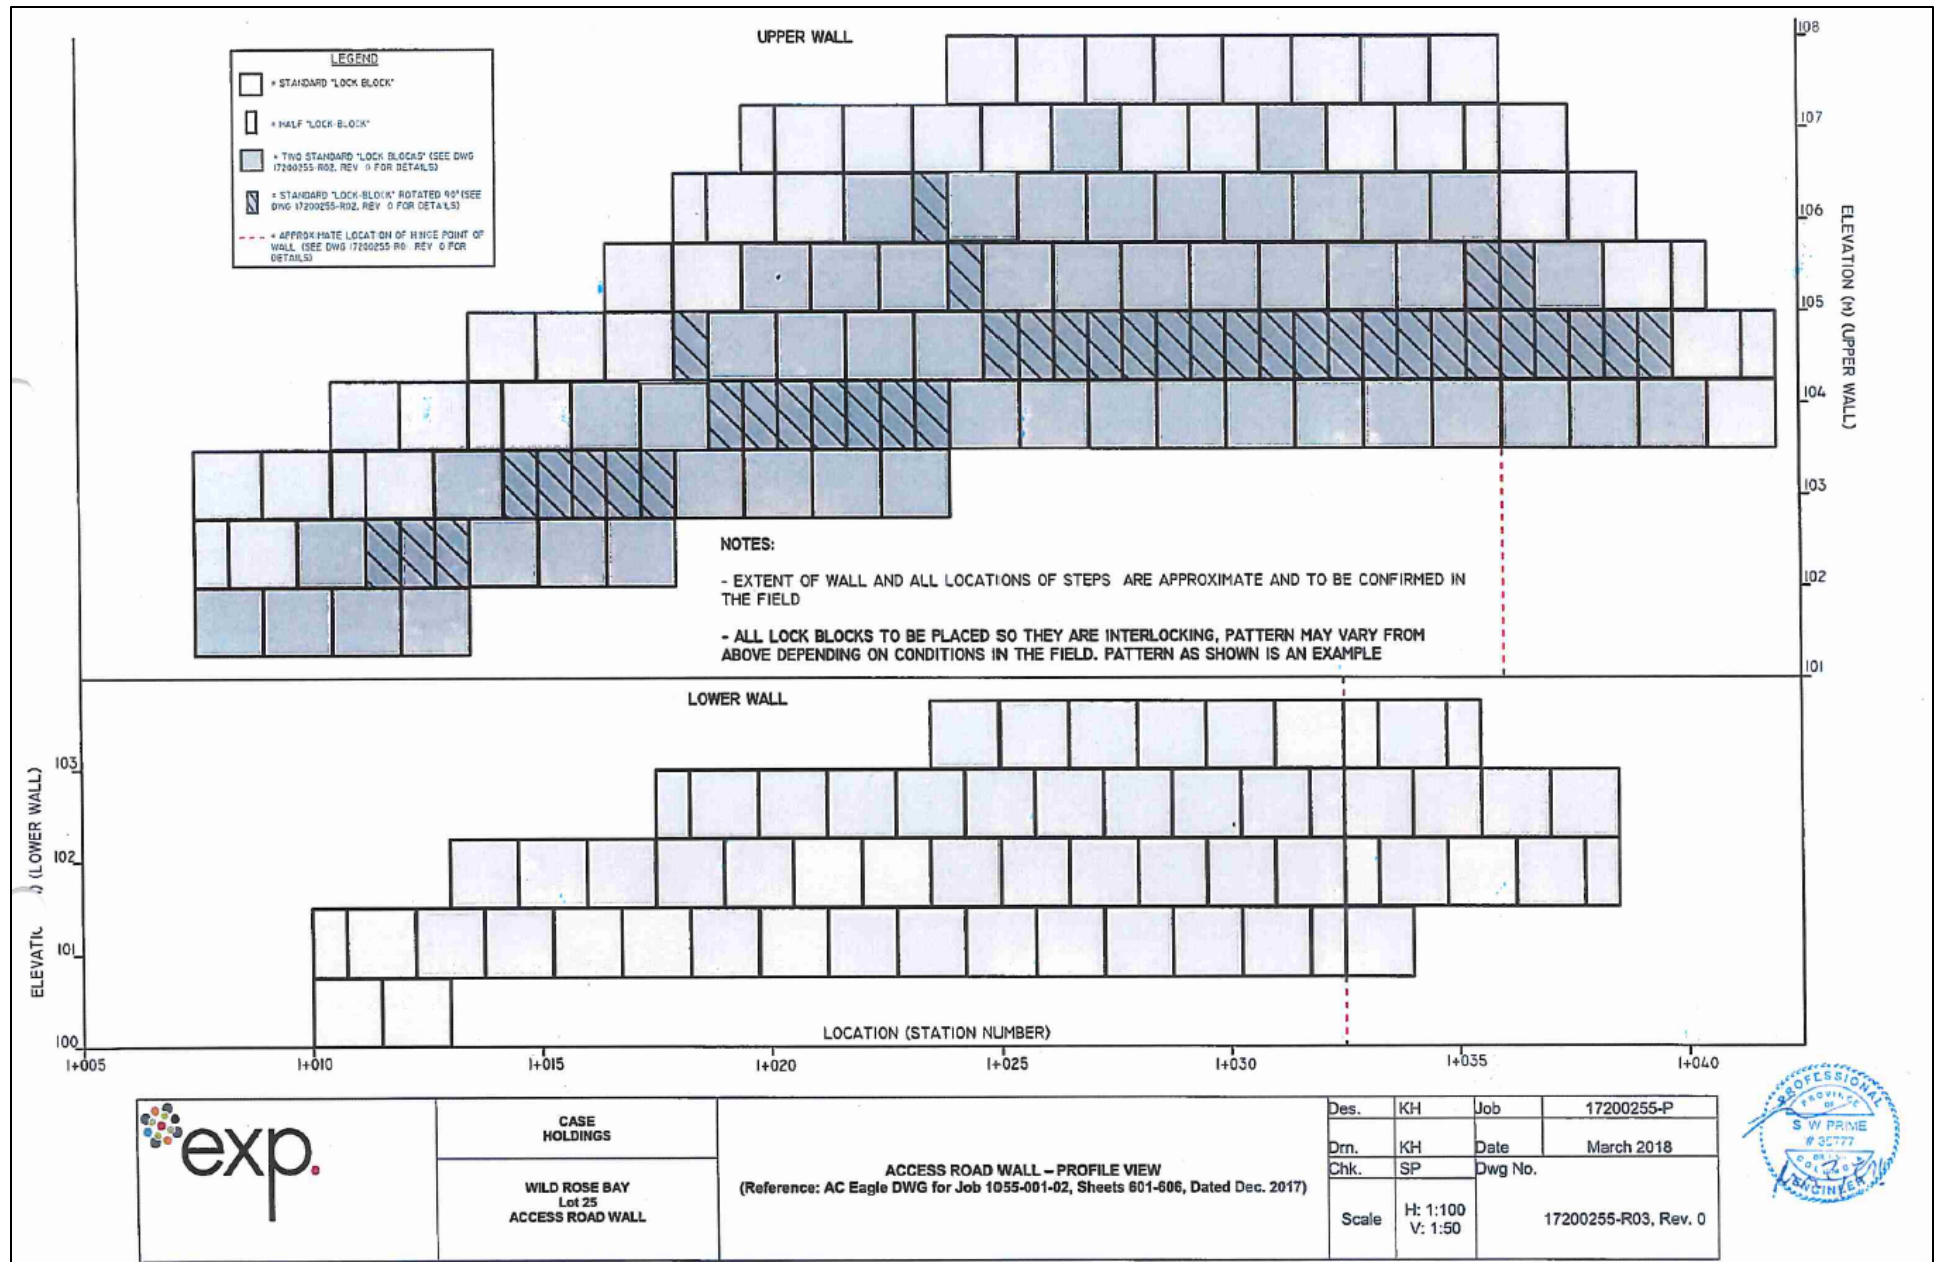 UPPER WALL
LEGEND
= STANDARD "LOCK BLOCK"
= HALF "LOCK-BLOCK"
= TWO STANDARD "LOCK BLOCKS" (SEE DWG
17200255-R02, REV 0 FOR DETAILS)
= STANDARD "LOCK-BLOCK" ROTATED 90° (SEE
DWG 17200255-R02, REV 0 FOR DETAILS)
= APPROXIMATE LOCATION OF HINGE POINT OF
WALL (SEE DWG 17200255 REV 0 FOR
DETAILS)
108
107
106
105
104
103
102
101
ELEVATION (M) (UPPER WALL)
NOTES:
- EXTENT OF WALL AND ALL LOCATIONS OF STEPS ARE APPROXIMATE AND TO BE CONFIRMED IN
THE FIELD
- ALL LOCK BLOCKS TO BE PLACED SO THEY ARE INTERLOCKING, PATTERN MAY VARY FROM
ABOVE DEPENDING ON CONDITIONS IN THE FIELD. PATTERN AS SHOWN IS AN EXAMPLE
LOWER WALL
103
102
101
100
(LOWER WALL)
LOCATION (STATION NUMBER)
1+005 1+010 1+015 1+020 1+025 1+030 1+035 1+040
exp.
CASE
HOLDINGS
WILD ROSE BAY
Lot 25
ACCESS ROAD WALL
ACCESS ROAD WALL – PROFILE VIEW
(Reference: AC Eagle DWG for Job 1055-001-02, Sheets 601-606, Dated Dec. 2017)
Des. KH Job 17200255-P
Drn. KH Date March 2018
Chk. SP Dwg No.
Scale H: 1:100
V: 1:50
17200255-R03, Rev. 0
PROFESSIONAL
PROVINCE
OF
S W PRIME
# 35777
COLUMBIA
ENGINEER